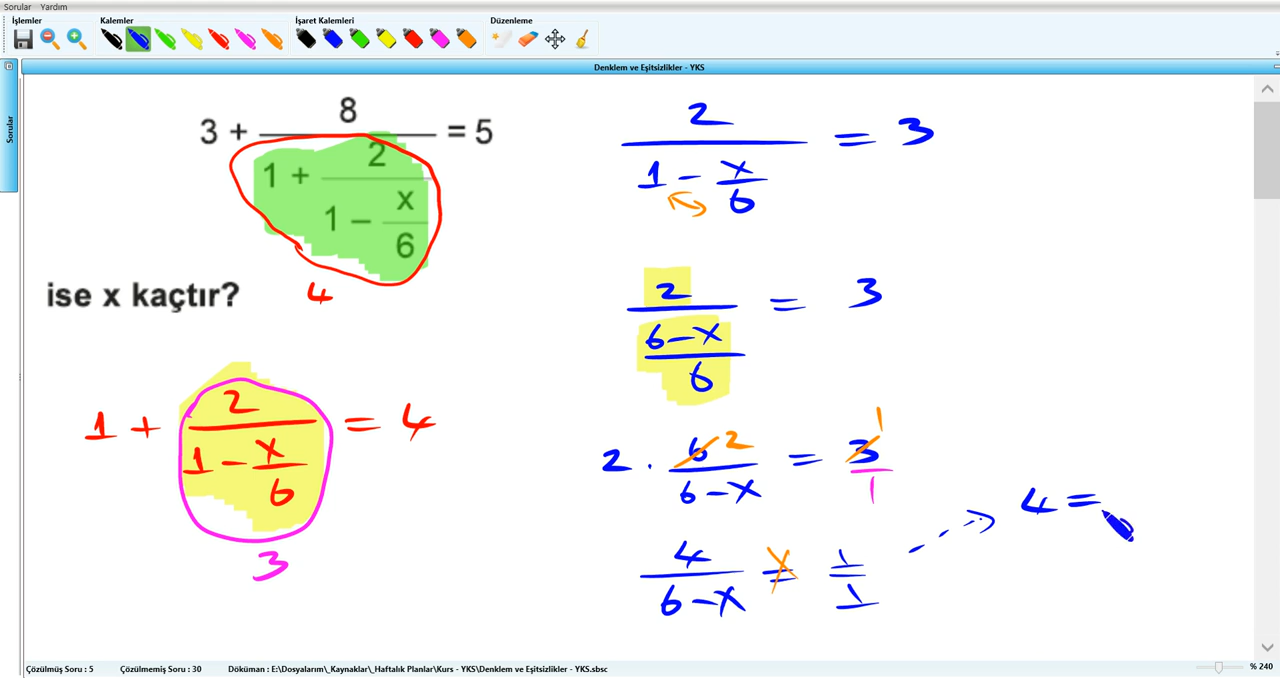 Sorular Yardım
İşlemler Kalemler İşaret Kalemleri Düzenleme
Denklem ve Eşitsizlikler - YKS
Sorular
3 + 8 / (1 + 2 / (1 − x/6)) = 5
4
ise x kaçtır?
1 + 2 / (1 − x/6) = 4
3
2 / (1 − x/6) = 3
2 / ((6−x)/6) = 3
2 · 6/(6−x) = 3 2 1 1
4/(6−x) = 1/1
4 =
Çözülmüş Soru : 5 Çözülmemiş Soru : 30 Döküman : E:\Dosyalarım\_Kaynaklar\_Haftalık Planlar\Kurs - YKS\Denklem ve Eşitsizlikler - YKS.sbsc % 240